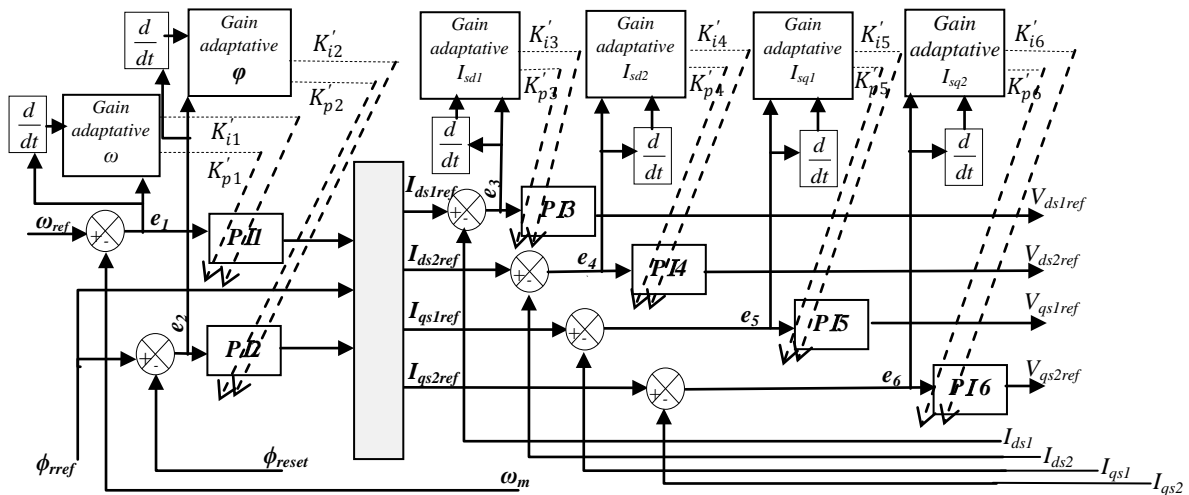 d/dt
Gain
adaptative
φ
K'i2
K'p2
d/dt
Gain
adaptative
ω
K'i1
K'p1
Gain
adaptative
Isd1
K'i3
K'p3
d/dt
Gain
adaptative
Isd2
K'i4
K'p4
d/dt
Gain
adaptative
Isq1
K'i5
K'p5
d/dt
Gain
adaptative
Isq2
K'i6
K'p6
d/dt
ωref
+
-
e1
PI1
e2
+
-
PI2
ϕrref
ϕreset
ωm
Ids1ref
+
-
e3
PI3
Vds1ref
Ids2ref
+
-
e4
PI4
Vds2ref
Iqs1ref
+
-
e5
PI5
Vqs1ref
Iqs2ref
+
-
e6
PI6
Vqs2ref
Ids1
Ids2
Iqs1
Iqs2